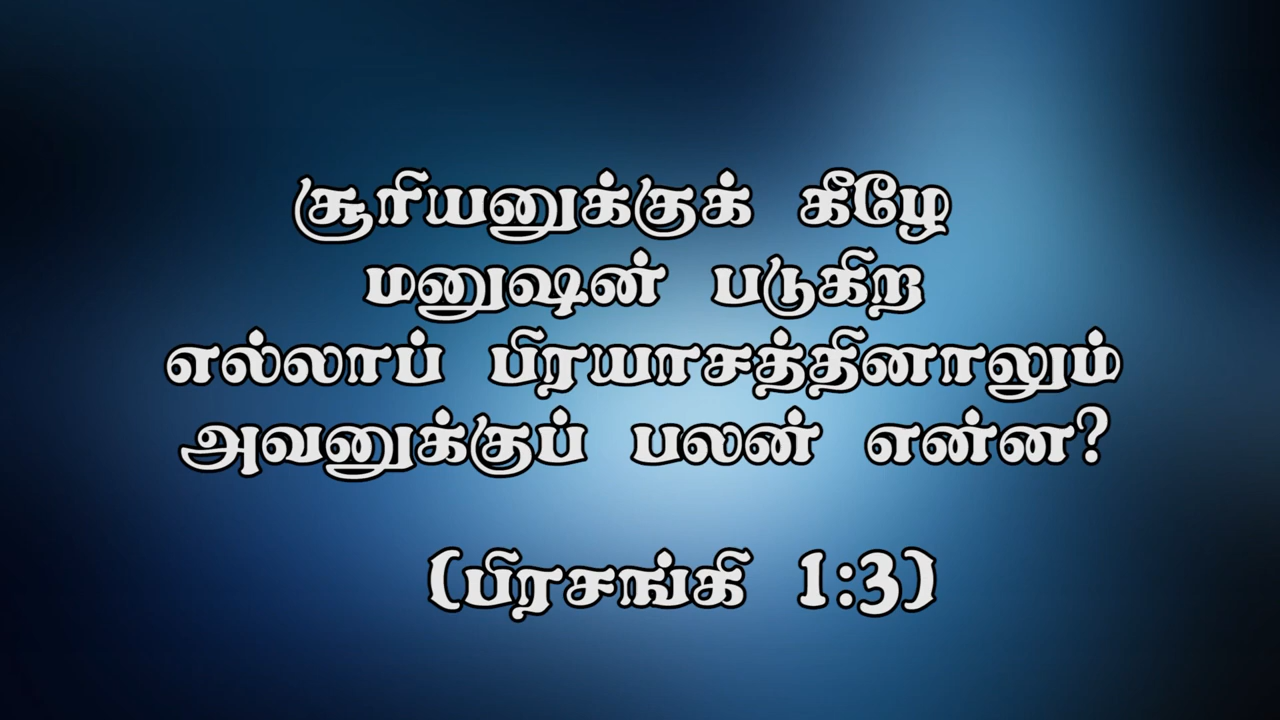 சூரியனுக்குக் கீழே
மனுஷன் படுகிற
எல்லாப் பிரயாசத்தினாலும்
அவனுக்குப் பலன் என்ன?
(பிரசங்கி 1:3)